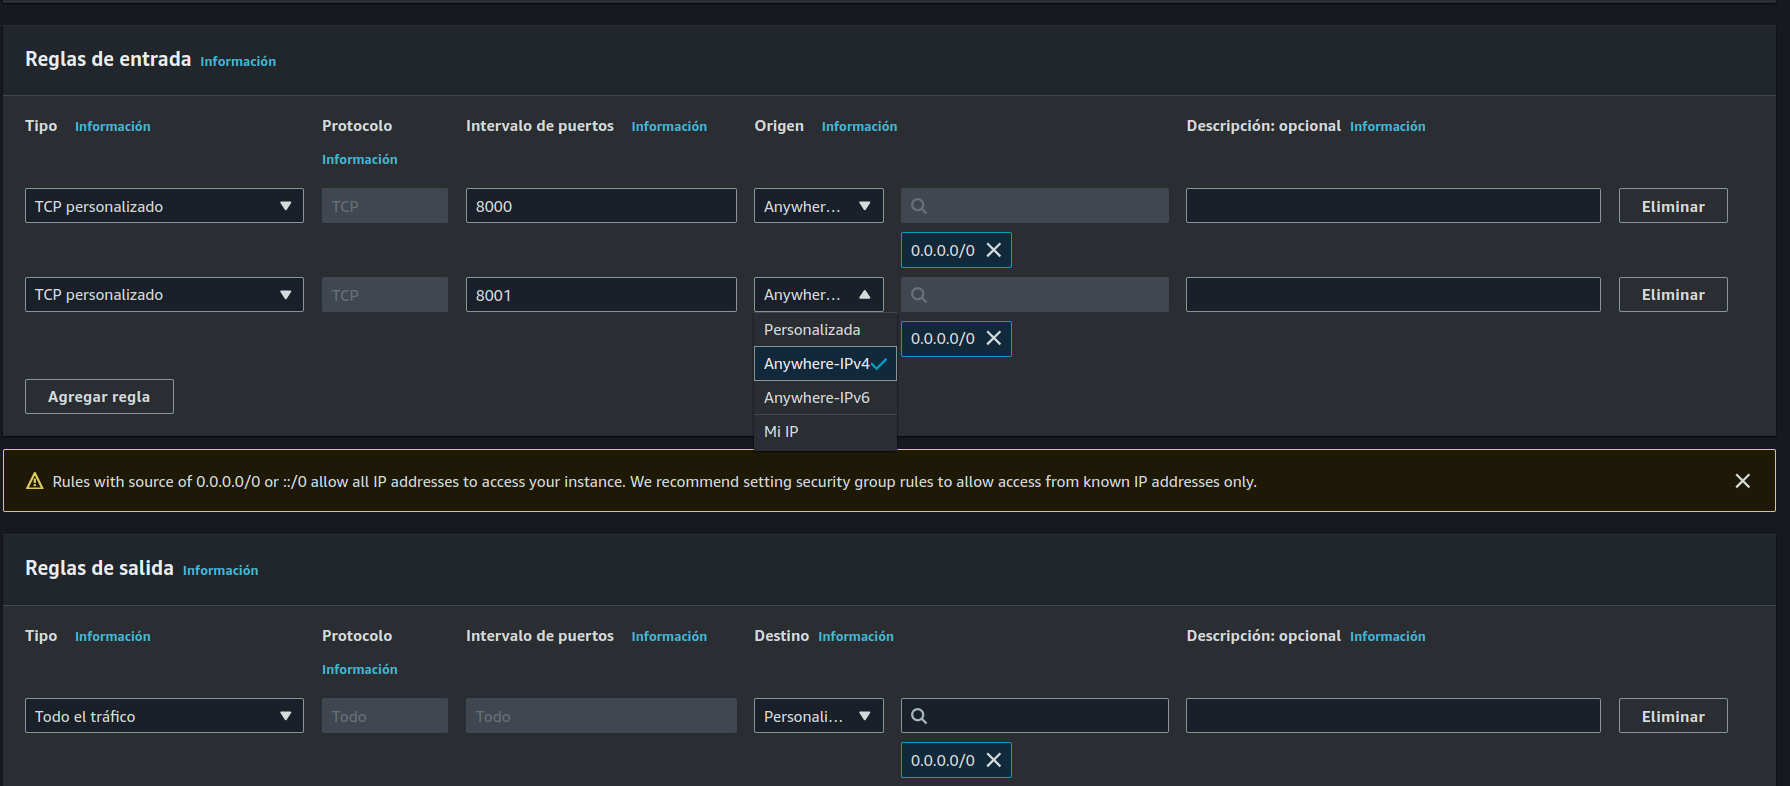 Reglas de entrada Información
Tipo Información Protocolo Información Intervalo de puertos Información Origen Información Descripción: opcional Información
TCP personalizado TCP 8000 Anywher... Eliminar
0.0.0.0/0
TCP personalizado TCP 8001 Anywher... Eliminar
Personalizada 0.0.0.0/0
Anywhere-IPv4
Agregar regla Anywhere-IPv6
Mi IP
Rules with source of 0.0.0.0/0 or ::/0 allow all IP addresses to access your instance. We recommend setting security group rules to allow access from known IP addresses only.
Reglas de salida Información
Tipo Información Protocolo Información Intervalo de puertos Información Destino Información Descripción: opcional Información
Todo el tráfico Todo Todo Personali... Eliminar
0.0.0.0/0